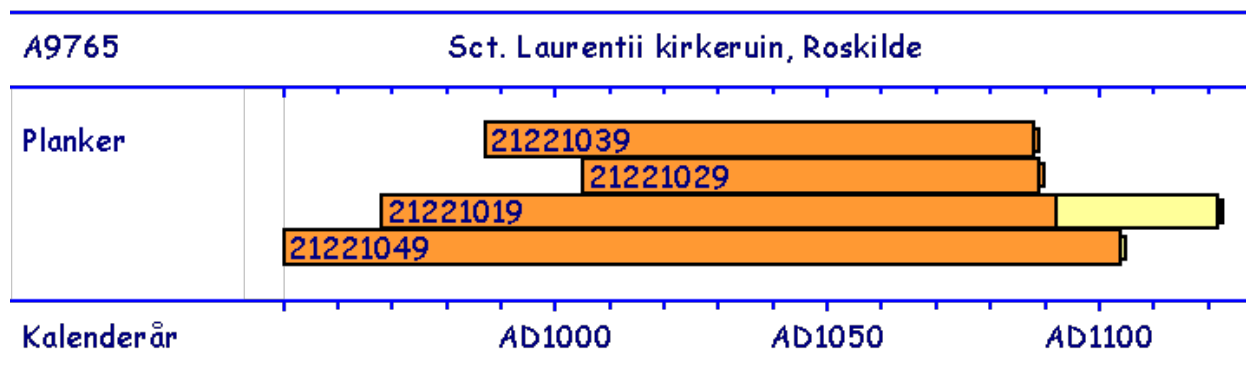 A9765 Sct. Laurentii kirkeruin, Roskilde
Planker
21221039
21221029
21221019
21221049
Kalenderår AD1000 AD1050 AD1100